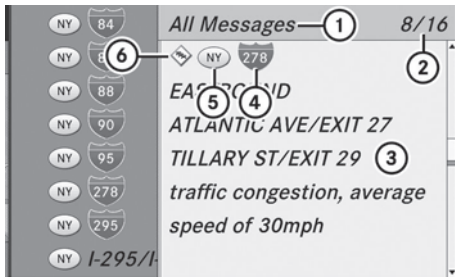 NY 84 All Messages 1 8/16
6 NY 278 2
NY 88 5 EASTBOUND 4
NY 90 ATLANTIC AVE/EXIT 27
NY 95 TILLARY ST/EXIT 29 3
NY 278 traffic congestion, average
NY 295 speed of 30mph
NY I-295/I-